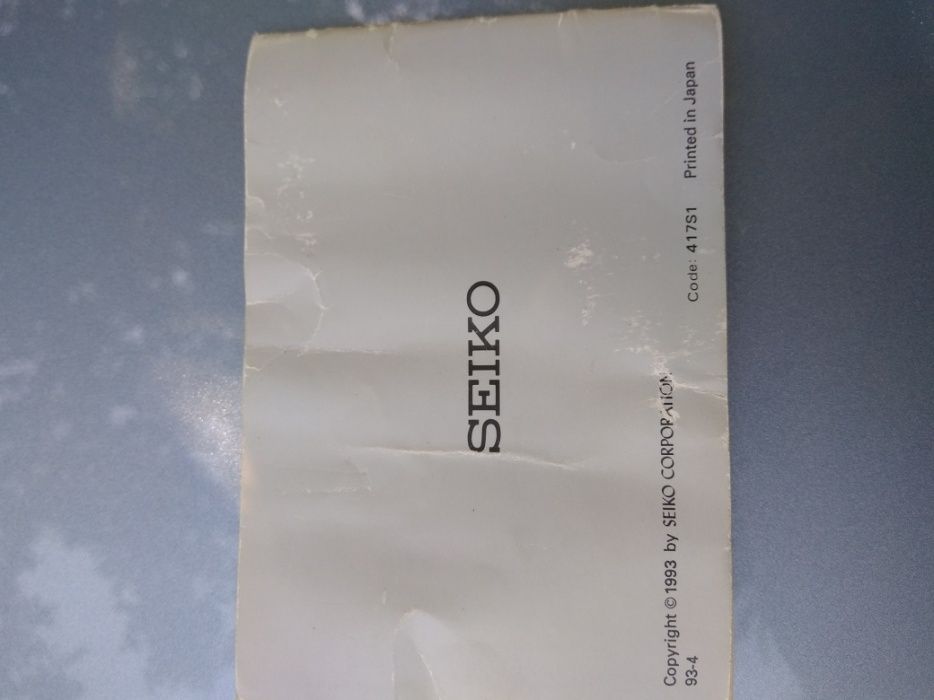 SEIKO
Copyright © 1993 by SEIKO CORPORATION
93-4
Code: 417S1 Printed in Japan